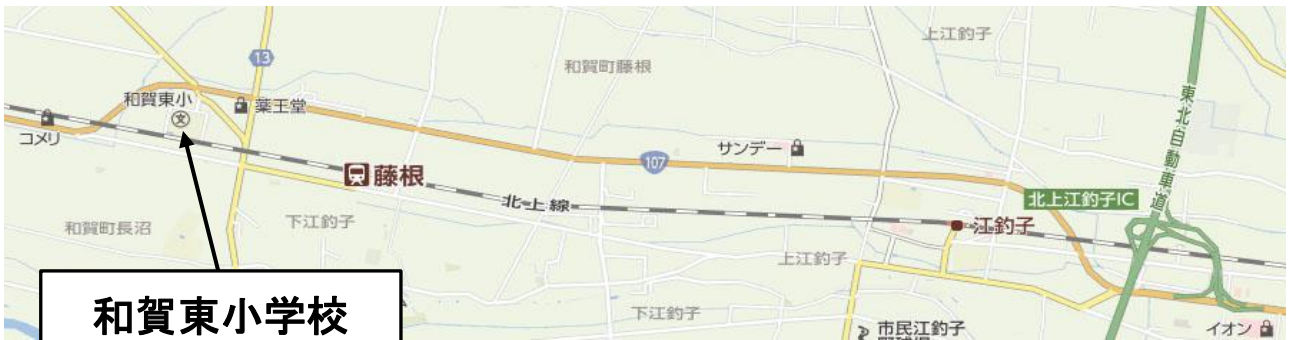 上江釣子
13
和賀町藤根
東北自動車道
和賀東小
文
薬王堂
コメリ
サンデー
107
藤根
北上江釣子IC
北上線
和賀町長沼
下江釣子
江釣子
上江釣子
下江釣子
和賀東小学校
市民江釣子
イオン